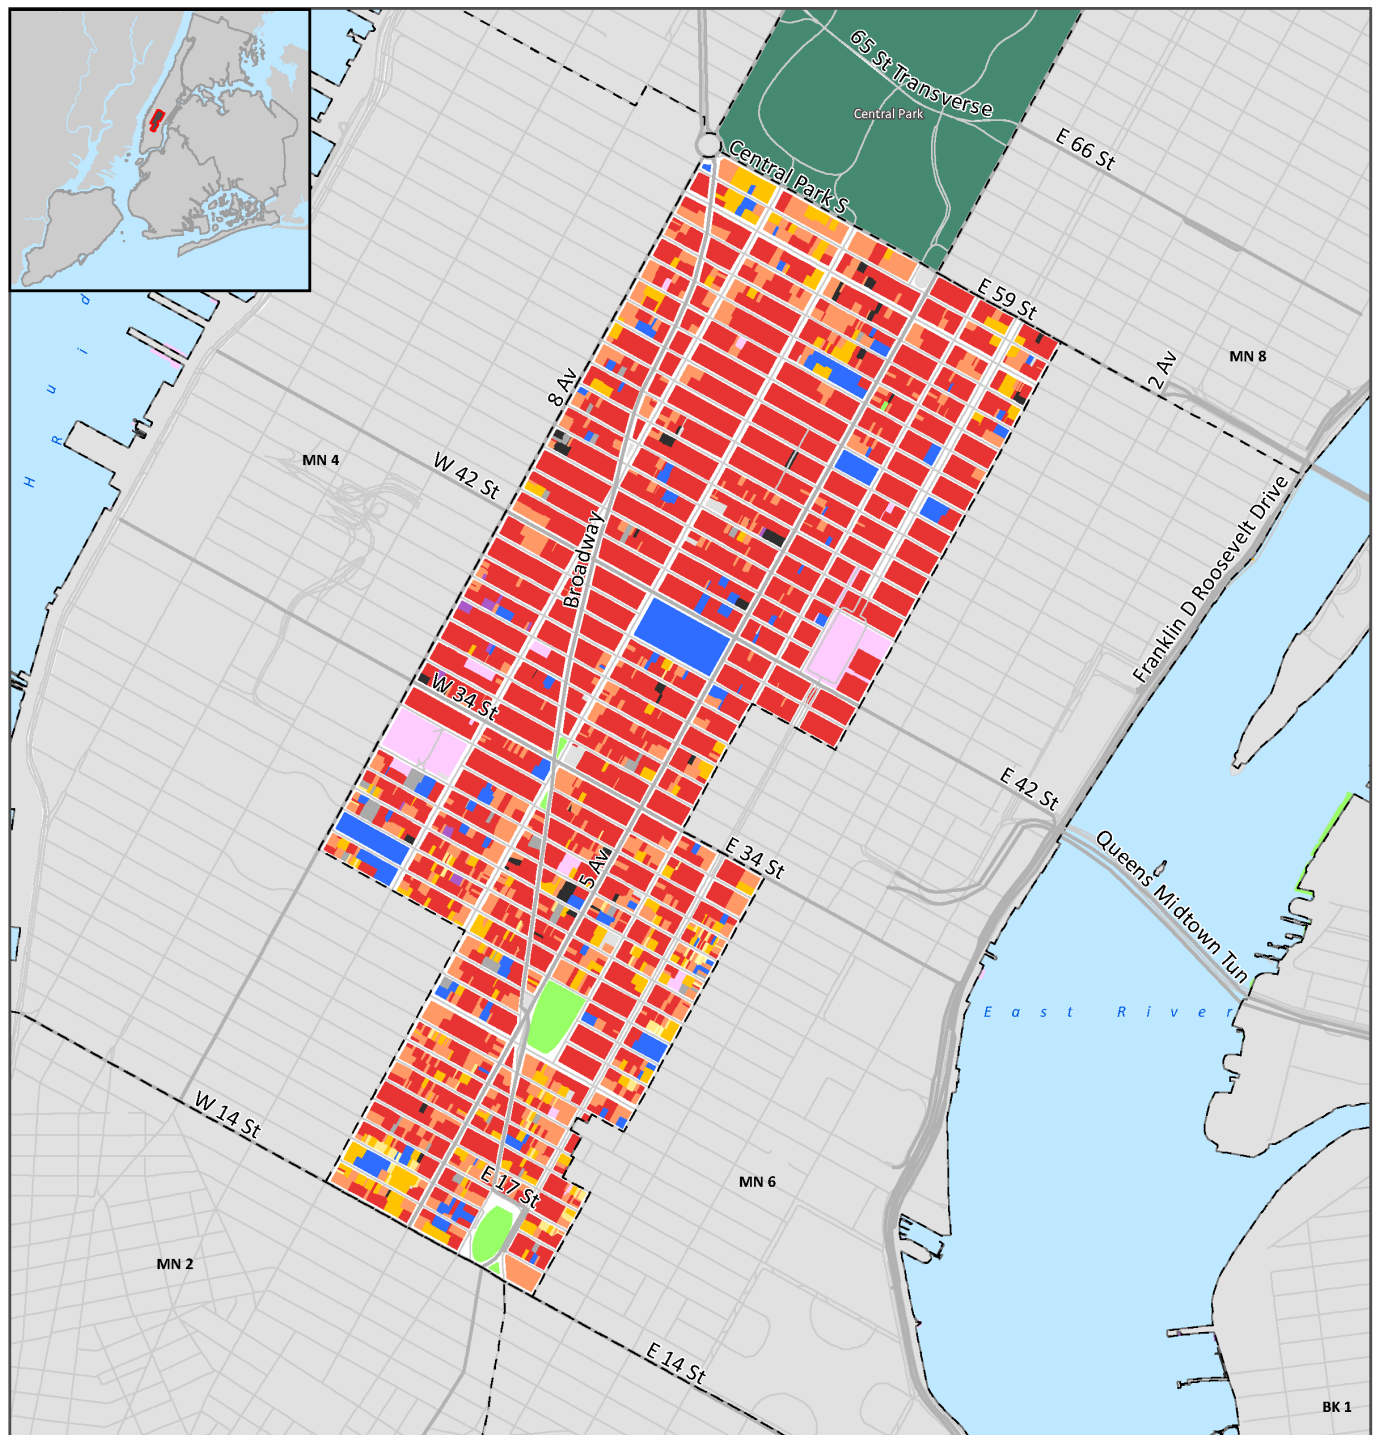 65 St Transverse
Central Park
E 66 St
1
Central Park S
E 59 St
2 Av
MN 8
H u d
R i
8 Av
MN 4
W 42 St
Franklin D Roosevelt Drive
Broadway
W 34 St
E 42 St
5 Av
E 34 St
Queens Midtown Tun
East River
W 14 St
MN 6
E 17 St
MN 2
E 14 St
BK 1